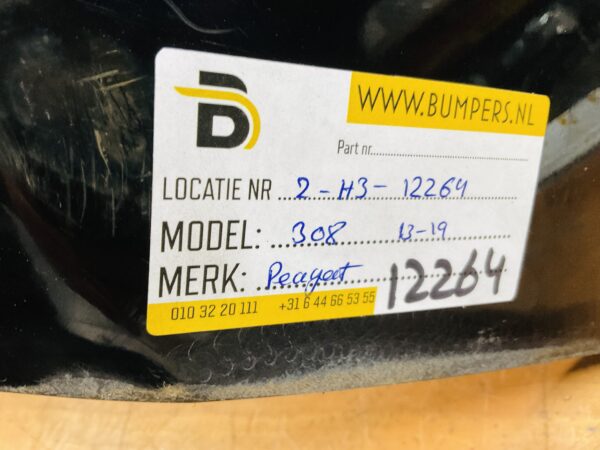 WWW.BUMPERS.NL
Part nr.
LOCATIE NR 2-H3-12264
MODEL: 308 13-19
MERK: Peugeot 12264
010 32 20 111 +31 6 44 66 53 55